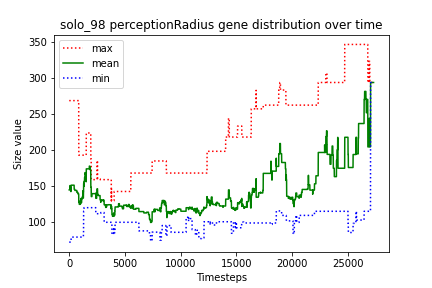 solo_98 perceptionRadius gene distribution over time
max
mean
min
350
300
250
200
150
100
Size value
0
5000
10000
15000
20000
25000
Timesteps